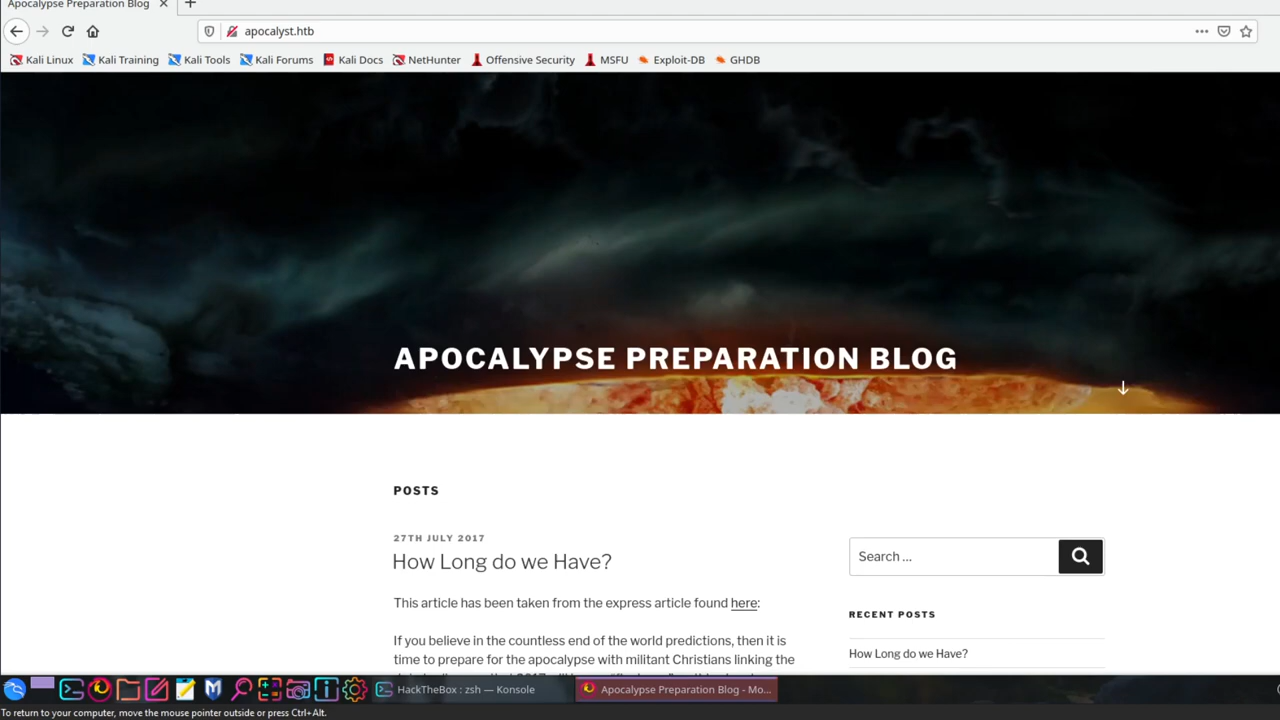 Apocalypse Preparation Blog
apocalyst.htb
Kali Linux Kali Training Kali Tools Kali Forums Kali Docs NetHunter Offensive Security MSFU Exploit-DB GHDB
APOCALYPSE PREPARATION BLOG
POSTS
27TH JULY 2017
How Long do we Have?
This article has been taken from the express article found here:
If you believe in the countless end of the world predictions, then it is
time to prepare for the apocalypse with militant Christians linking the
Search …
RECENT POSTS
How Long do we Have?
HackTheBox : zsh — Konsole
Apocalypse Preparation Blog - Mo...
To return to your computer, move the mouse pointer outside or press Ctrl+Alt.